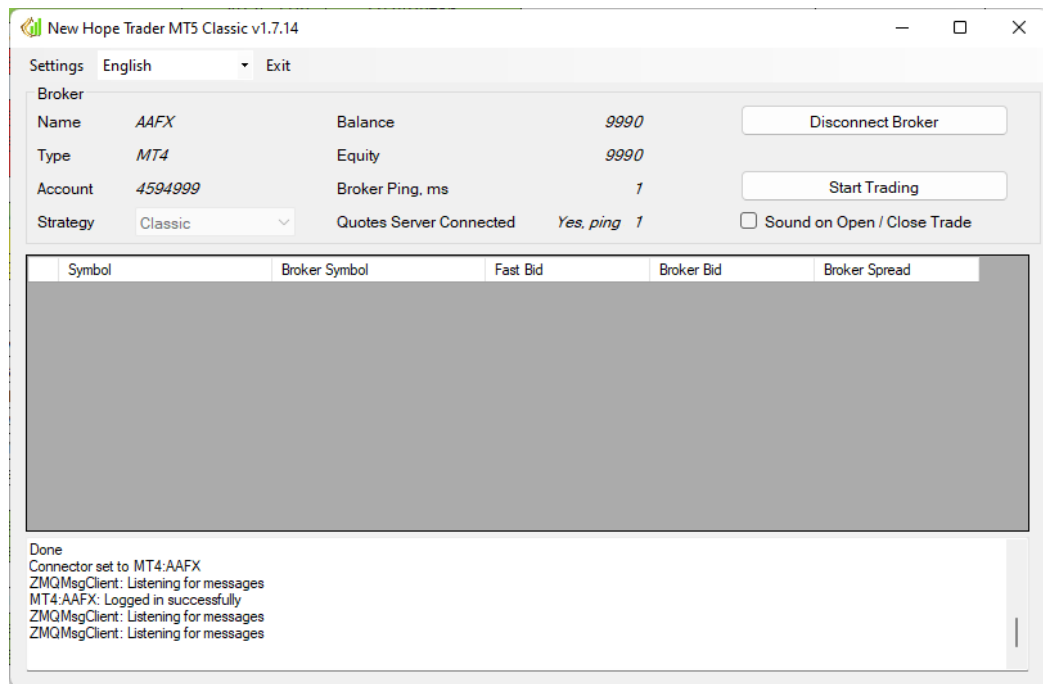 New Hope Trader MT5 Classic v1.7.14
Settings English Exit
Broker
Name AAFX Balance 9990 Disconnect Broker
Type MT4 Equity 9990
Account 4594999 Broker Ping, ms 1 Start Trading
Strategy Classic Quotes Server Connected Yes, ping 1 Sound on Open / Close Trade
Symbol Broker Symbol Fast Bid Broker Bid Broker Spread
Done
Connector set to MT4:AAFX
ZMQMsgClient: Listening for messages
MT4:AAFX: Logged in successfully
ZMQMsgClient: Listening for messages
ZMQMsgClient: Listening for messages